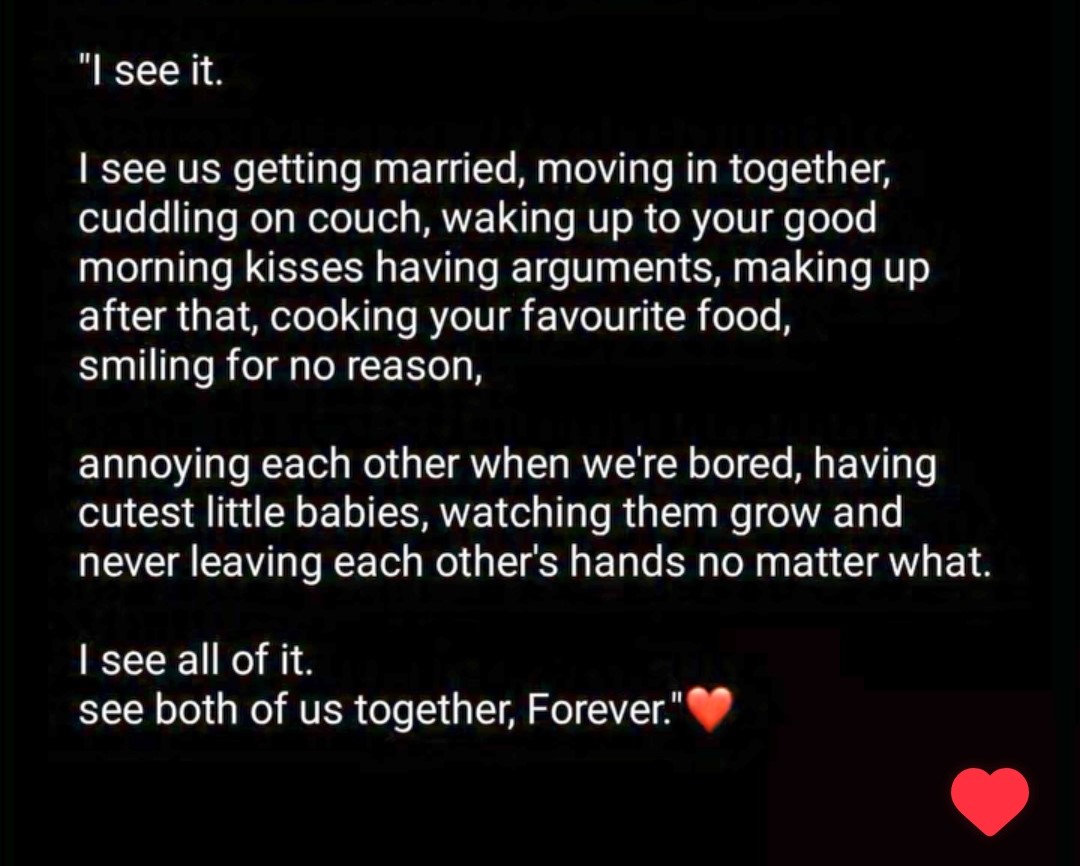 "I see it.
I see us getting married, moving in together,
cuddling on couch, waking up to your good
morning kisses having arguments, making up
after that, cooking your favourite food,
smiling for no reason,
annoying each other when we're bored, having
cutest little babies, watching them grow and
never leaving each other's hands no matter what.
I see all of it.
see both of us together, Forever."❤️